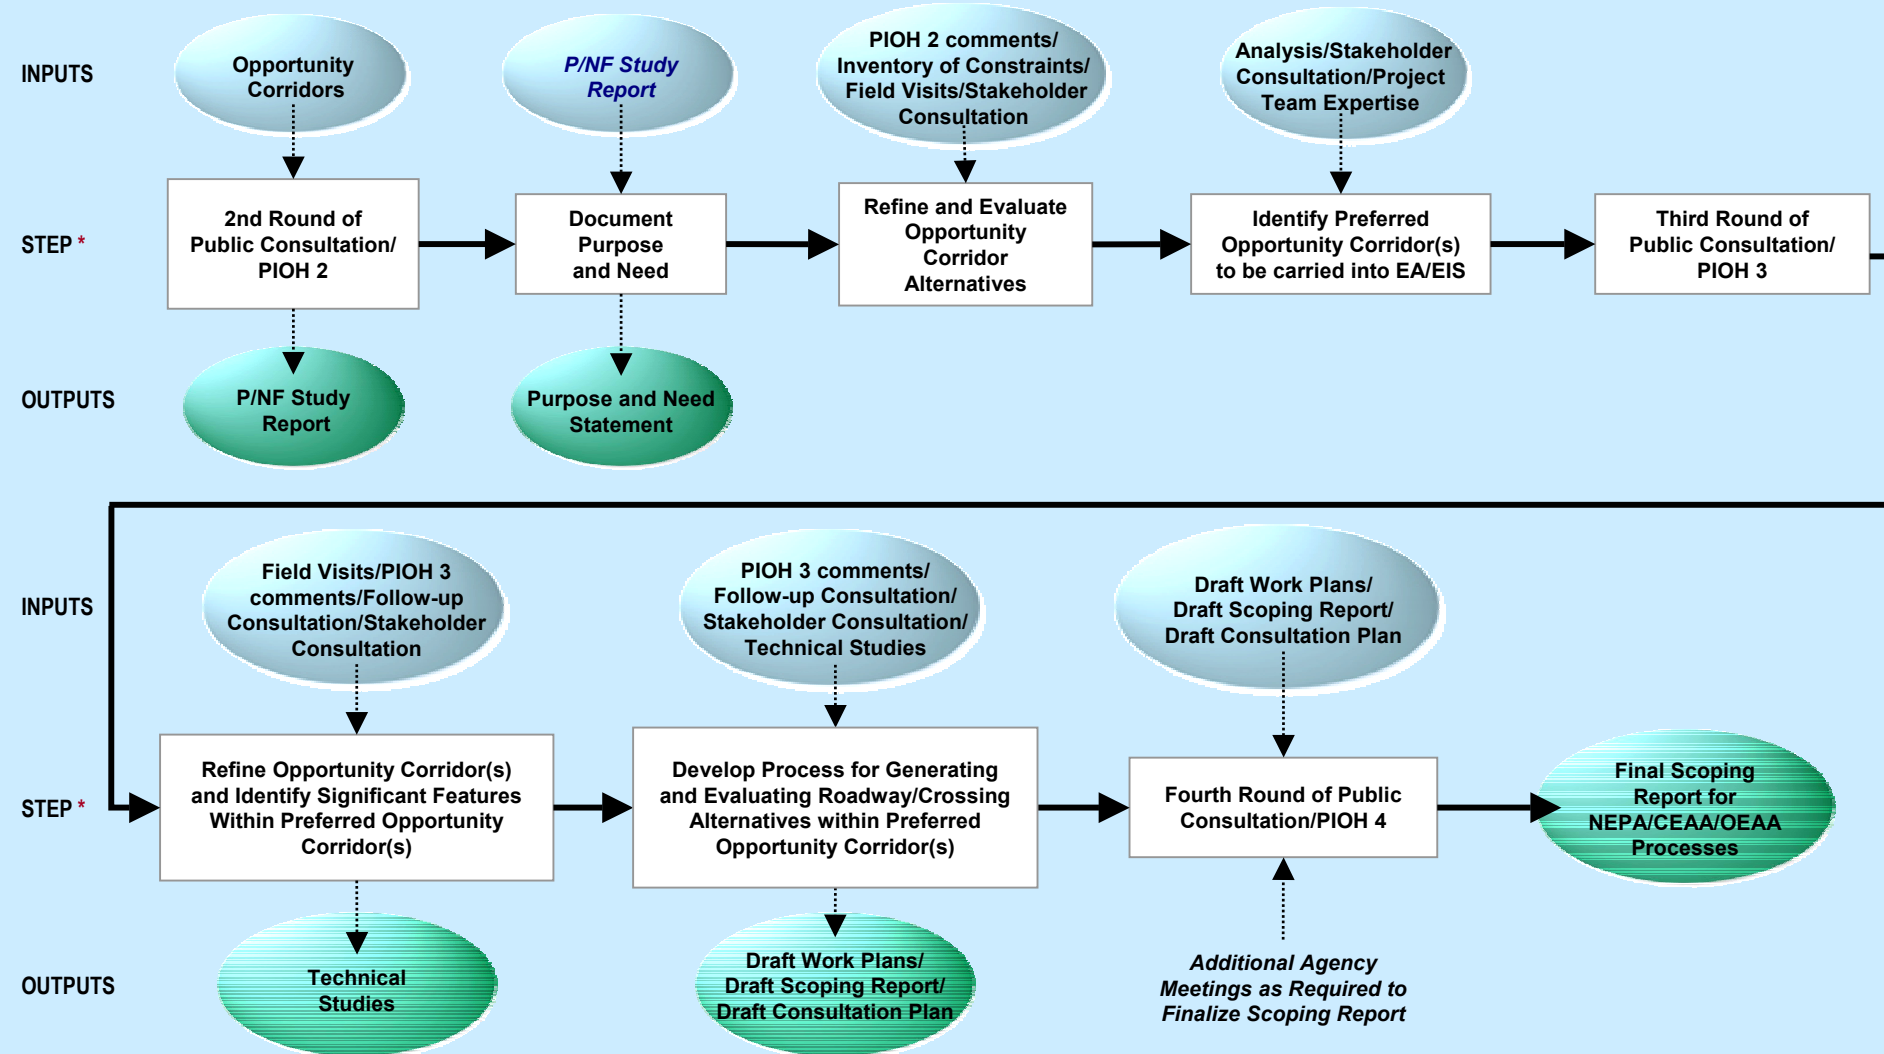 INPUTS
Opportunity
Corridors
P/NF Study
Report
PIOH 2 comments/
Inventory of Constraints/
Field Visits/Stakeholder
Consultation
Analysis/Stakeholder
Consultation/Project
Team Expertise
STEP *
2nd Round of
Public Consultation/
PIOH 2
Document
Purpose
and Need
Refine and Evaluate
Opportunity
Corridor
Alternatives
Identify Preferred
Opportunity Corridor(s)
to be carried into EA/EIS
Third Round of
Public Consultation/
PIOH 3
OUTPUTS
P/NF Study
Report
Purpose and Need
Statement
INPUTS
Field Visits/PIOH 3
comments/Follow-up
Consultation/Stakeholder
Consultation
PIOH 3 comments/
Follow-up Consultation/
Stakeholder Consultation/
Technical Studies
Draft Work Plans/
Draft Scoping Report/
Draft Consultation Plan
STEP *
Refine Opportunity Corridor(s)
and Identify Significant Features
Within Preferred Opportunity
Corridor(s)
Develop Process for Generating
and Evaluating Roadway/Crossing
Alternatives within Preferred
Opportunity Corridor(s)
Fourth Round of Public
Consultation/PIOH 4
Final Scoping
Report for
NEPA/CEAA/OEAA
Processes
OUTPUTS
Technical
Studies
Draft Work Plans/
Draft Scoping Report/
Draft Consultation Plan
Additional Agency
Meetings as Required to
Finalize Scoping Report